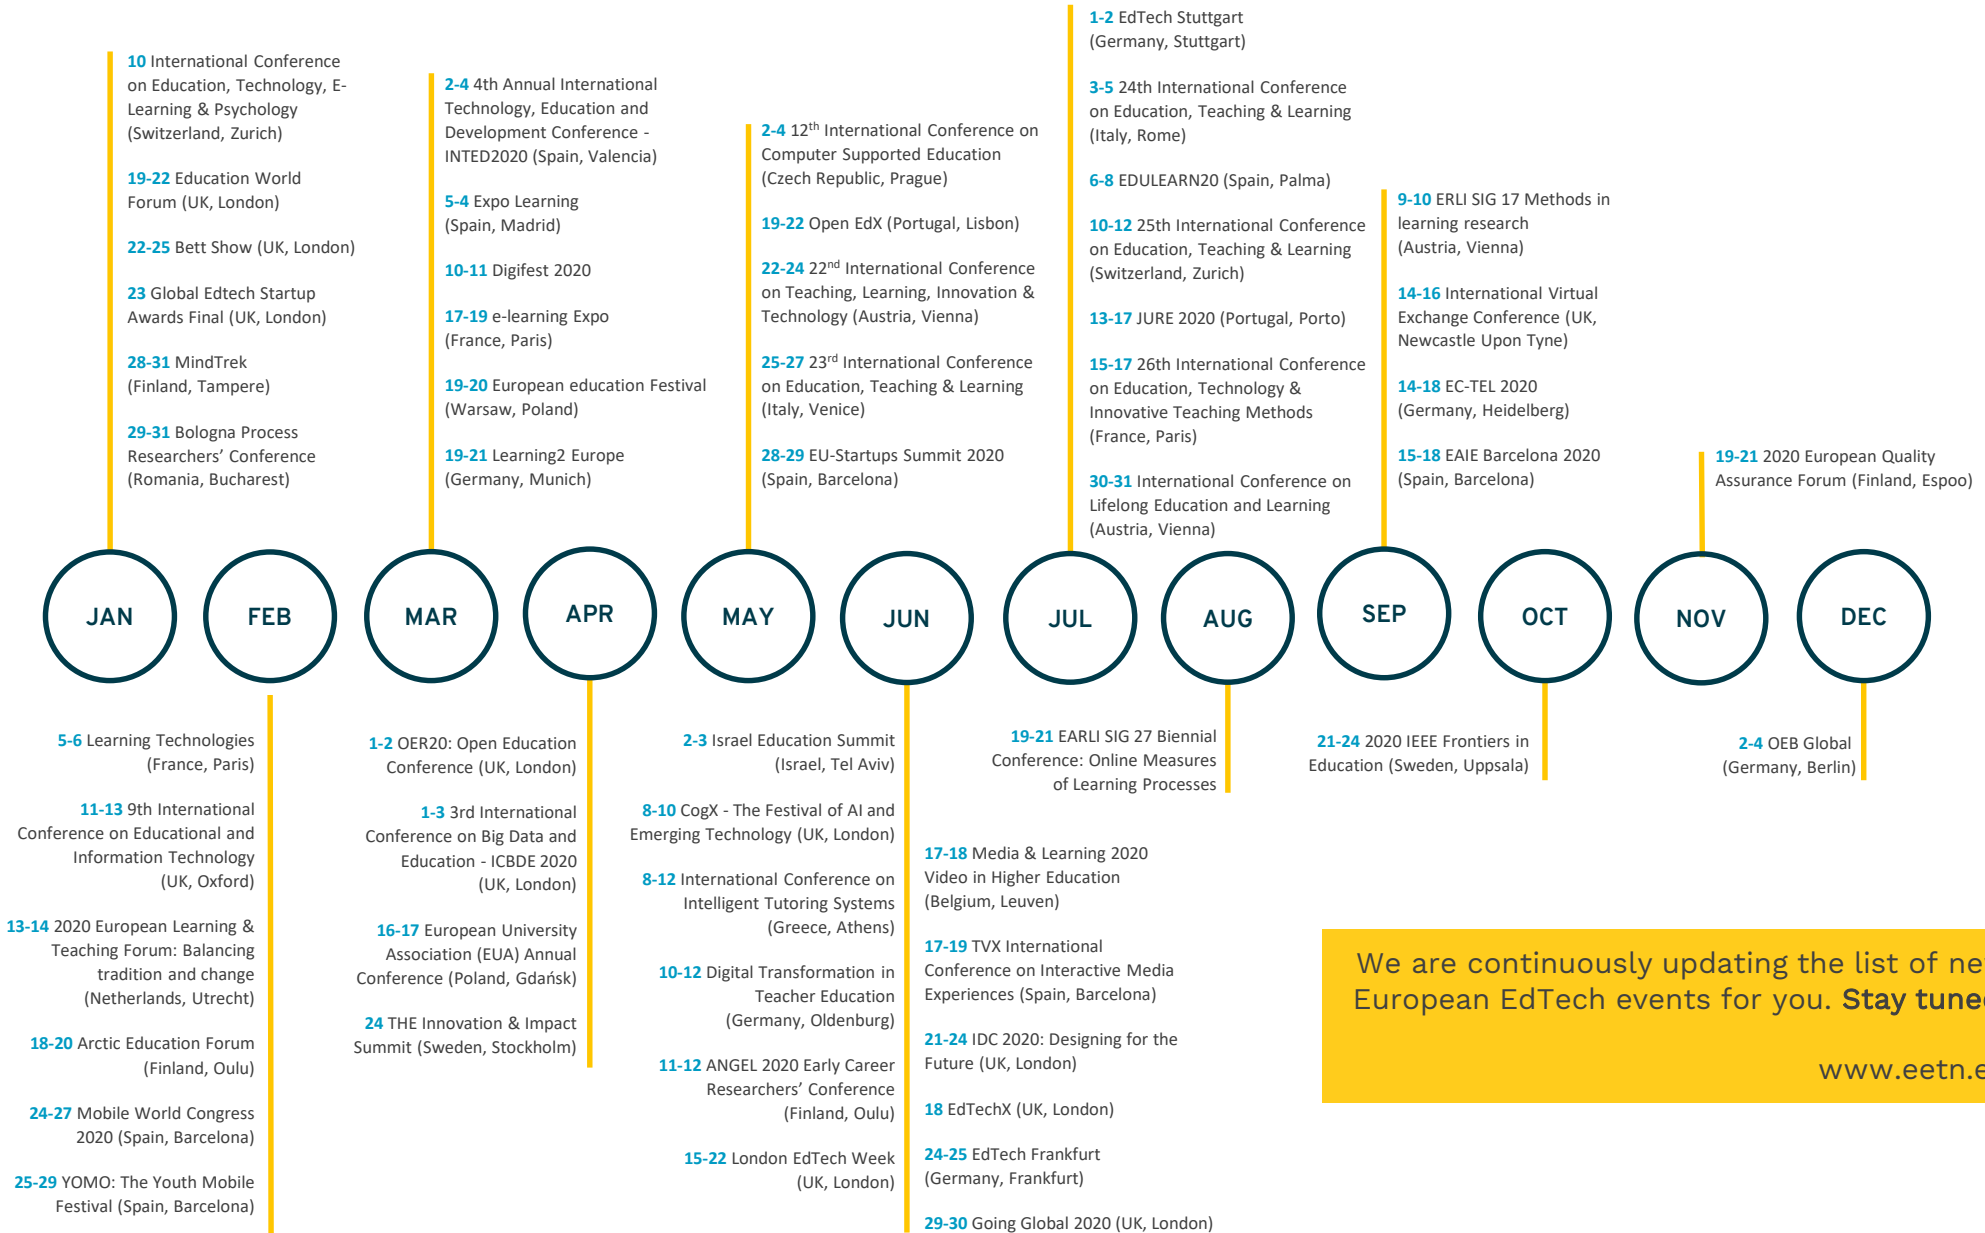 10 International Conference
on Education, Technology, E-
Learning & Psychology
(Switzerland, Zurich)
19-22 Education World
Forum (UK, London)
22-25 Bett Show (UK, London)
23 Global Edtech Startup
Awards Final (UK, London)
28-31 MindTrek
(Finland, Tampere)
29-31 Bologna Process
Researchers’ Conference
(Romania, Bucharest)
2-4 4th Annual International
Technology, Education and
Development Conference -
INTED2020 (Spain, Valencia)
5-4 Expo Learning
(Spain, Madrid)
10-11 Digifest 2020
17-19 e-learning Expo
(France, Paris)
19-20 European education Festival
(Warsaw, Poland)
19-21 Learning2 Europe
(Germany, Munich)
2-4 12th International Conference on
Computer Supported Education
(Czech Republic, Prague)
19-22 Open EdX (Portugal, Lisbon)
22-24 22nd International Conference
on Teaching, Learning, Innovation &
Technology (Austria, Vienna)
25-27 23rd International Conference
on Education, Teaching & Learning
(Italy, Venice)
28-29 EU-Startups Summit 2020
(Spain, Barcelona)
1-2 EdTech Stuttgart
(Germany, Stuttgart)
3-5 24th International Conference
on Education, Teaching & Learning
(Italy, Rome)
6-8 EDULEARN20 (Spain, Palma)
10-12 25th International Conference
on Education, Teaching & Learning
(Switzerland, Zurich)
13-17 JURE 2020 (Portugal, Porto)
15-17 26th International Conference
on Education, Technology &
Innovative Teaching Methods
(France, Paris)
30-31 International Conference on
Lifelong Education and Learning
(Austria, Vienna)
9-10 ERLI SIG 17 Methods in
learning research
(Austria, Vienna)
14-16 International Virtual
Exchange Conference (UK,
Newcastle Upon Tyne)
14-18 EC-TEL 2020
(Germany, Heidelberg)
15-18 EAIE Barcelona 2020
(Spain, Barcelona)
19-21 2020 European Quality
Assurance Forum (Finland, Espoo)
JAN
FEB
MAR
APR
MAY
JUN
JUL
AUG
SEP
OCT
NOV
DEC
5-6 Learning Technologies
(France, Paris)
11-13 9th International
Conference on Educational and
Information Technology
(UK, Oxford)
13-14 2020 European Learning &
Teaching Forum: Balancing
tradition and change
(Netherlands, Utrecht)
18-20 Arctic Education Forum
(Finland, Oulu)
24-27 Mobile World Congress
2020 (Spain, Barcelona)
25-29 YOMO: The Youth Mobile
Festival (Spain, Barcelona)
1-2 OER20: Open Education
Conference (UK, London)
1-3 3rd International
Conference on Big Data and
Education - ICBDE 2020
(UK, London)
16-17 European University
Association (EUA) Annual
Conference (Poland, Gdańsk)
24 THE Innovation & Impact
Summit (Sweden, Stockholm)
2-3 Israel Education Summit
(Israel, Tel Aviv)
8-10 CogX - The Festival of AI and
Emerging Technology (UK, London)
8-12 International Conference on
Intelligent Tutoring Systems
(Greece, Athens)
10-12 Digital Transformation in
Teacher Education
(Germany, Oldenburg)
11-12 ANGEL 2020 Early Career
Researchers’ Conference
(Finland, Oulu)
15-22 London EdTech Week
(UK, London)
17-18 Media & Learning 2020
Video in Higher Education
(Belgium, Leuven)
17-19 TVX International
Conference on Interactive Media
Experiences (Spain, Barcelona)
21-24 IDC 2020: Designing for the
Future (UK, London)
18 EdTechX (UK, London)
24-25 EdTech Frankfurt
(Germany, Frankfurt)
29-30 Going Global 2020 (UK, London)
19-21 EARLI SIG 27 Biennial
Conference: Online Measures
of Learning Processes
21-24 2020 IEEE Frontiers in
Education (Sweden, Uppsala)
2-4 OEB Global
(Germany, Berlin)
We are continuously updating the list of
European EdTech events for you. Stay
www.eetn.e